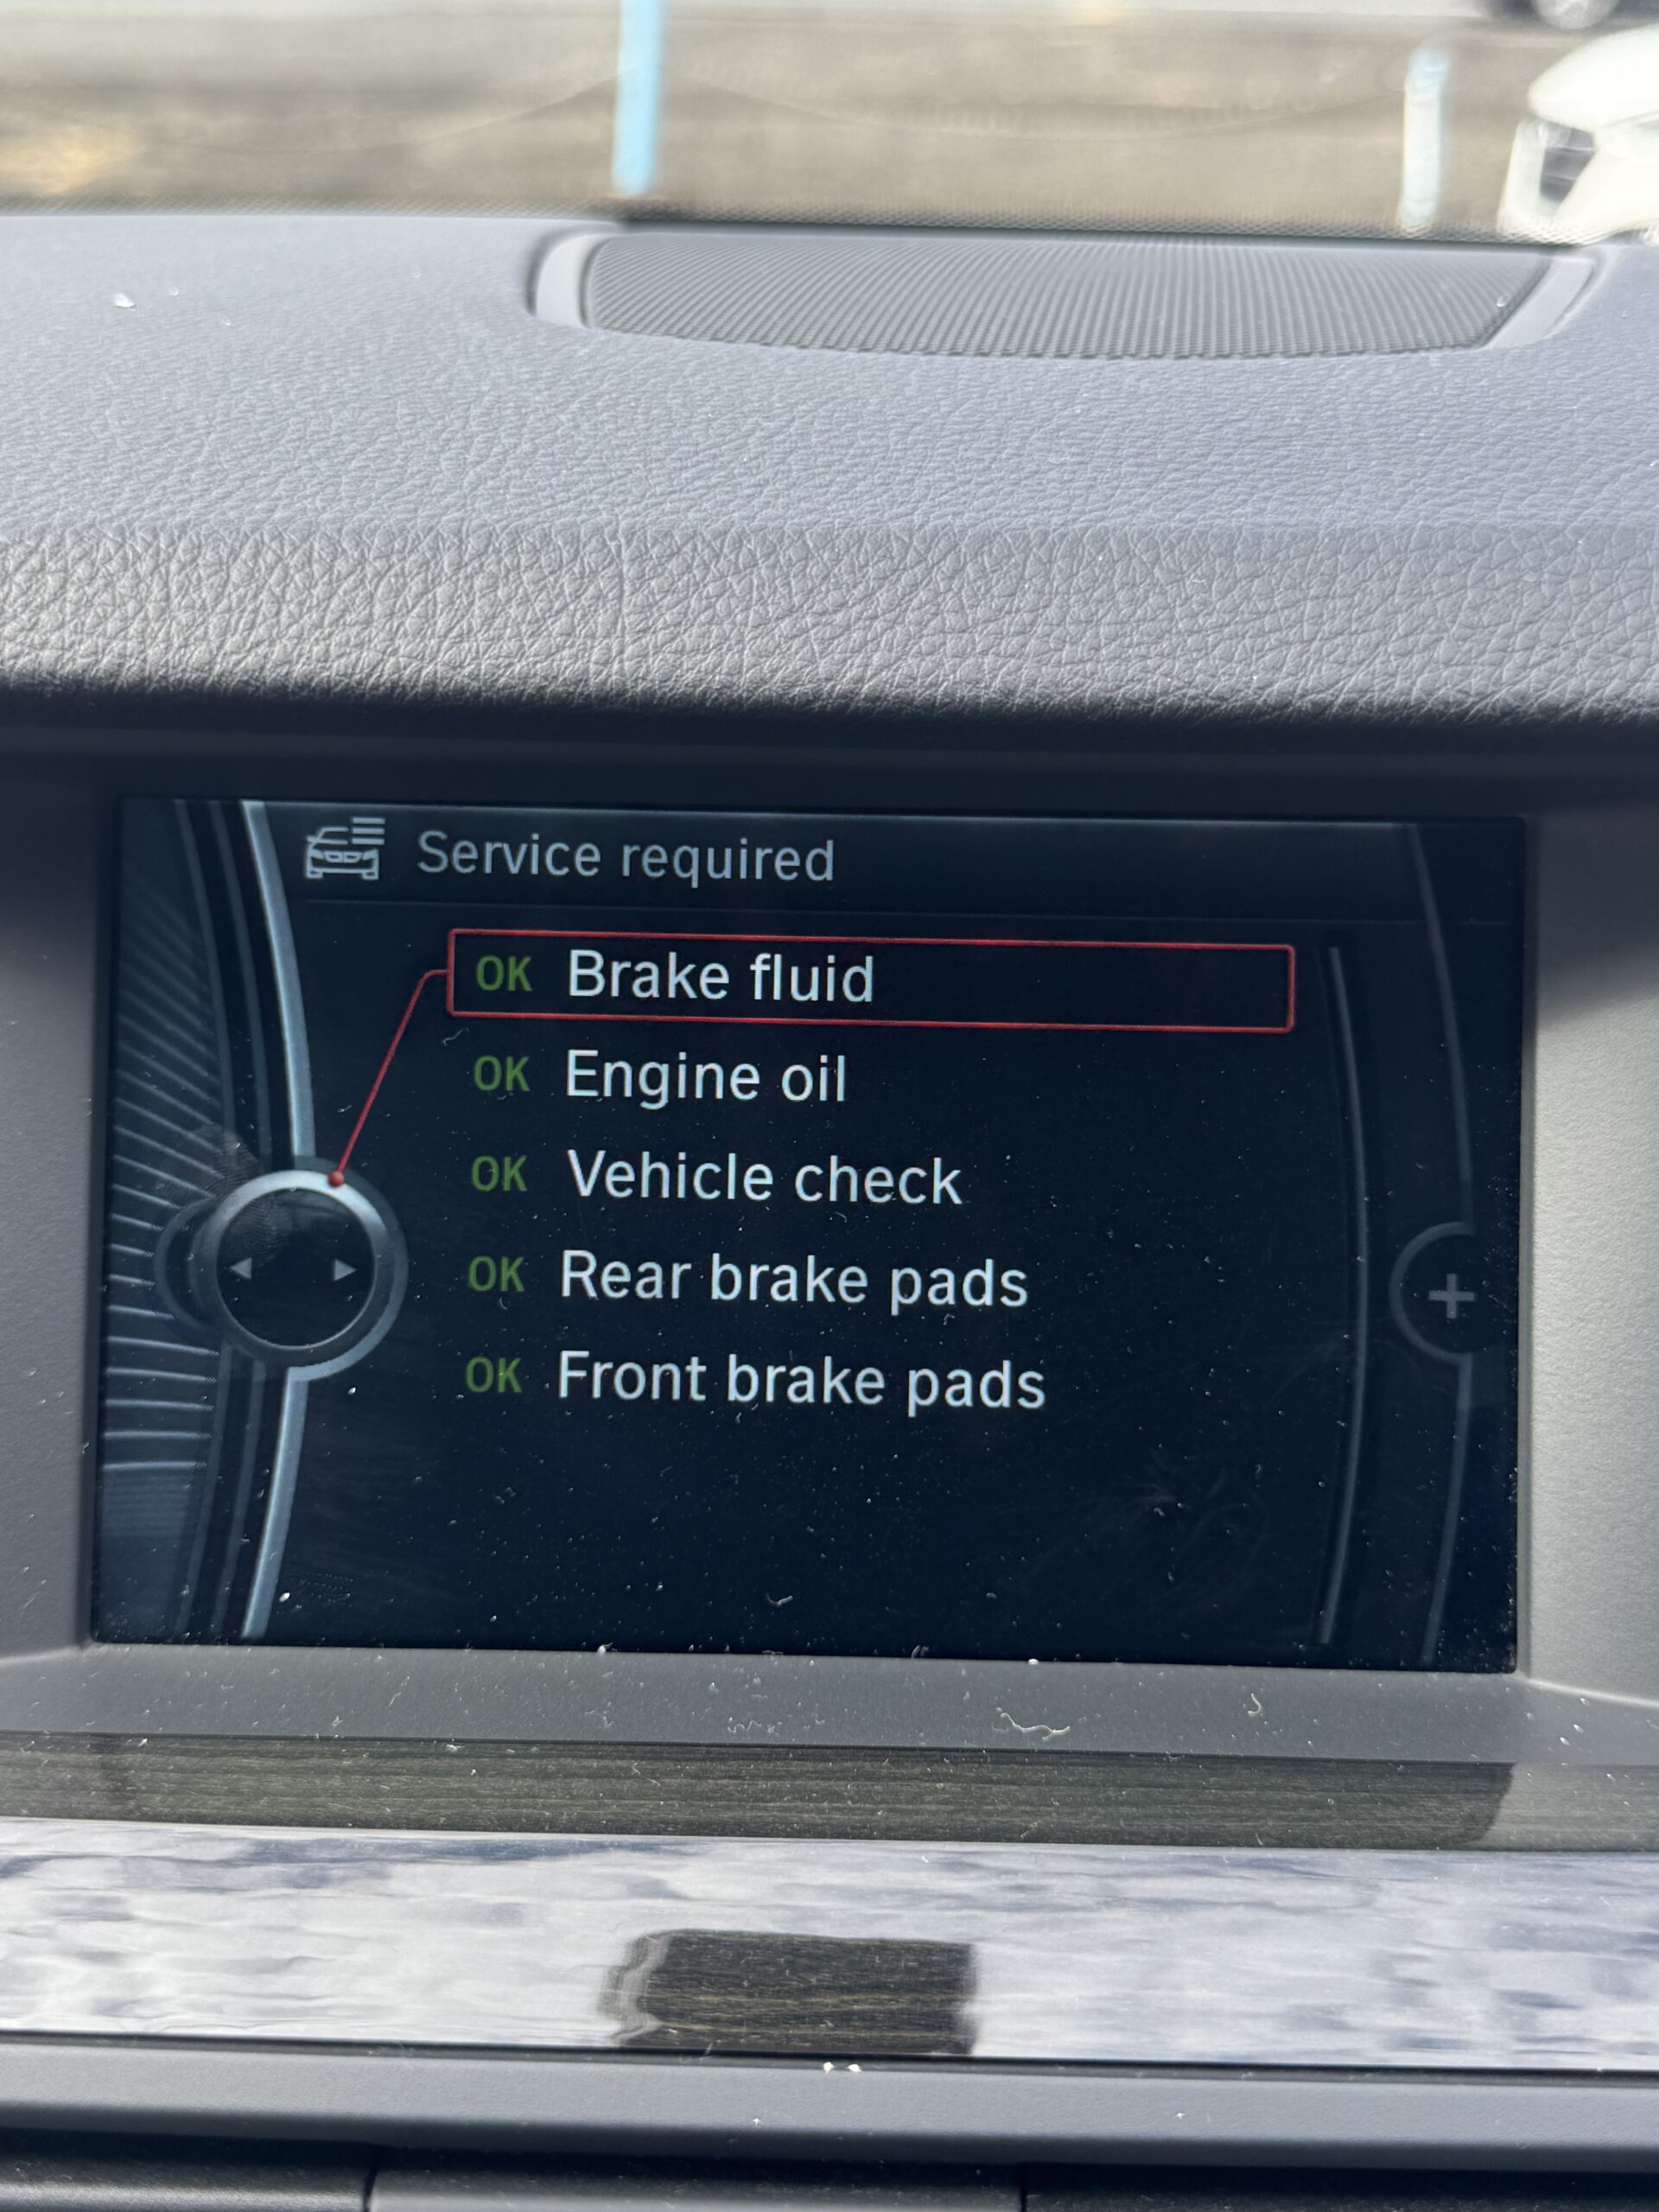 Service required
OK Brake fluid
OK Engine oil
OK Vehicle check
OK Rear brake pads
OK Front brake pads